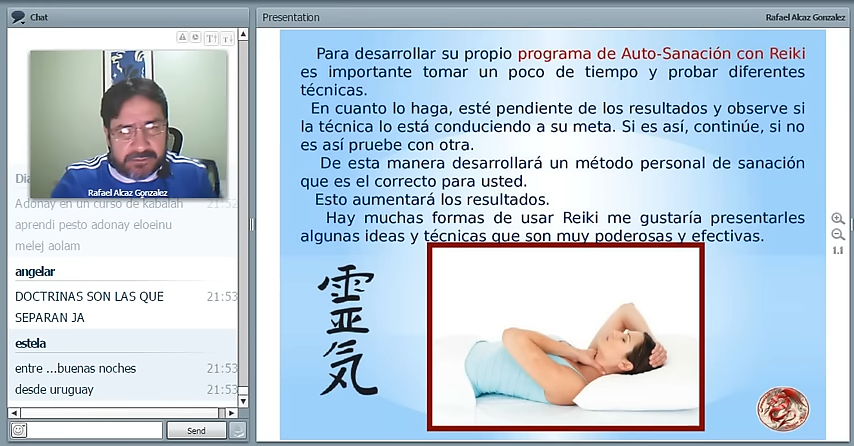 Chat
Rafael Alcaz Gonzalez
Adonay en un curso de kabalah
21:52
aprendi pesto adonay eloeinu
melej aolam
angelar
DOCTRINAS SON LAS QUE
21:53
SEPARAN JA
estela
entre ...buenas noches
21:53
desde uruguay
21:53
Send
Presentation
Rafael Alcaz Gonzalez
Para desarrollar su propio programa de Auto-Sanación con Reiki
es importante tomar un poco de tiempo y probar diferentes
técnicas.
En cuanto lo haga, esté pendiente de los resultados y observe si
la técnica lo está conduciendo a su meta. Si es así, continúe, si no
es así pruebe con otra.
De esta manera desarrollará un método personal de sanación
que es el correcto para usted.
Esto aumentará los resultados.
Hay muchas formas de usar Reiki me gustaría presentarles
algunas ideas y técnicas que son muy poderosas y efectivas.
靈
氣
1.1